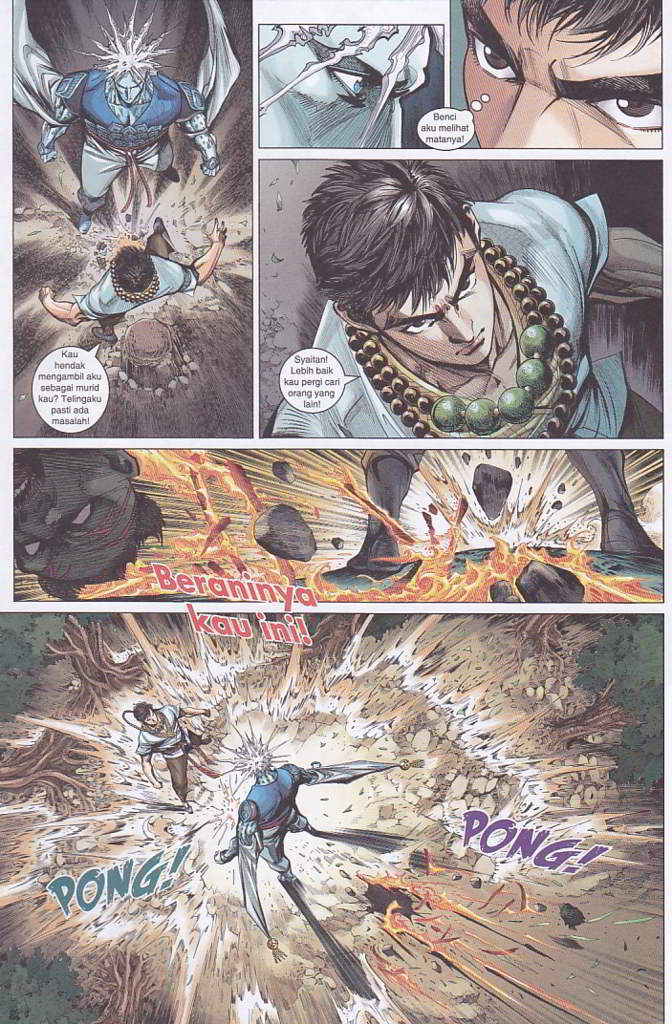 Kau
hendak
mengambil aku
sebagai murid
kau? Telingaku
pasti ada
masalah!
Benci
aku melihat
matanya!
Syaitan!
Lebih baik
kau pergi cari
orang yang
lain!
Beraninya
kau ini!
PONG!
PONG!